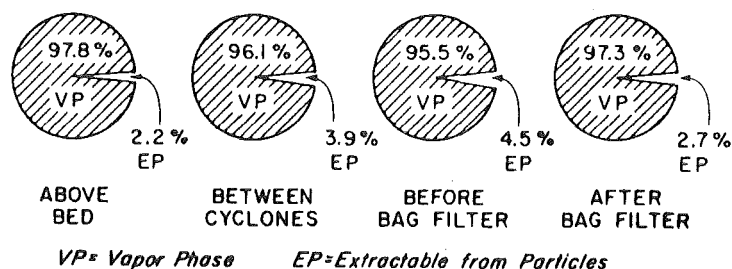 97.8 % 96.1 % 95.5 % 97.3 %
VP VP VP VP
2.2 % 3.9 % 4.5 % 2.7 %
EP EP EP EP
ABOVE BETWEEN BEFORE AFTER
BED CYCLONES BAG FILTER BAG FILTER
VP= Vapor Phase EP=Extractable from Particles